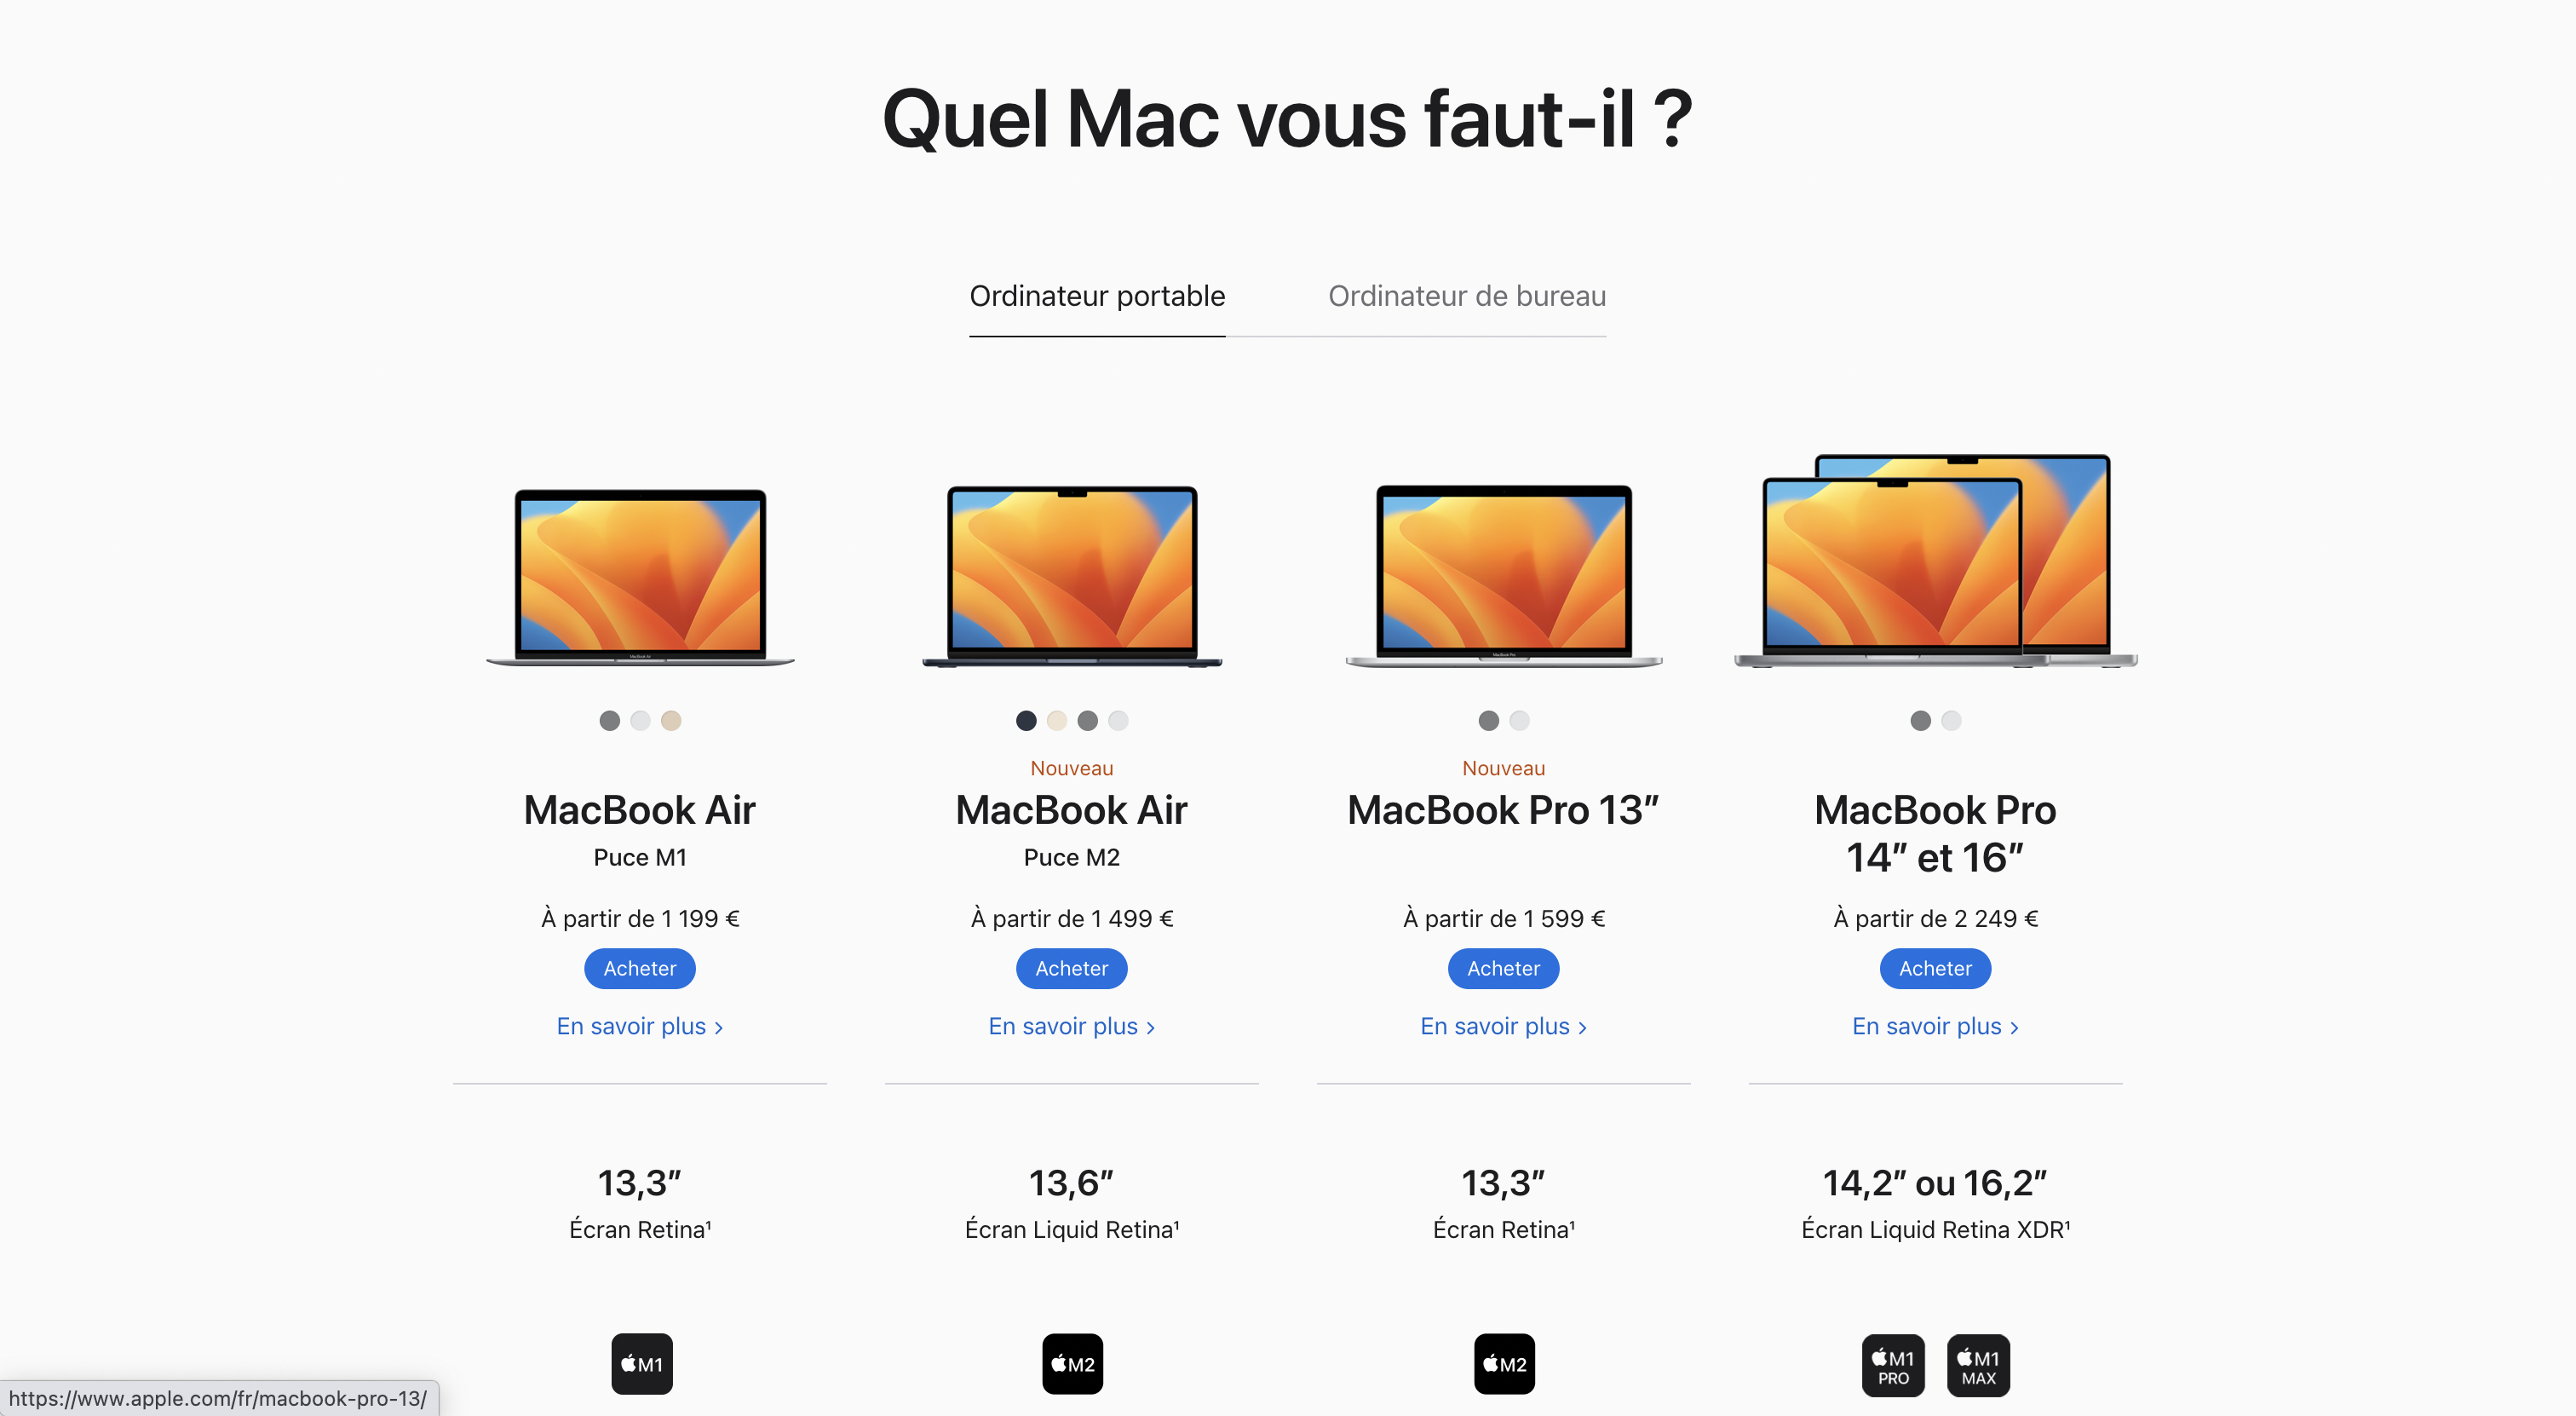 Quel Mac vous faut-il ?
Ordinateur portable
Ordinateur de bureau
MacBook Air
Puce M1
À partir de 1 199 €
Acheter
En savoir plus >
13,3”
Écran Retina¹
M1
Nouveau
MacBook Air
Puce M2
À partir de 1 499 €
Acheter
En savoir plus >
13,6”
Écran Liquid Retina¹
M2
Nouveau
MacBook Pro 13”
À partir de 1 599 €
Acheter
En savoir plus >
13,3”
Écran Retina¹
M2
MacBook Pro
14” et 16”
À partir de 2 249 €
Acheter
En savoir plus >
14,2” ou 16,2”
Écran Liquid Retina XDR¹
M1
PRO
M1
MAX
https://www.apple.com/fr/macbook-pro-13/